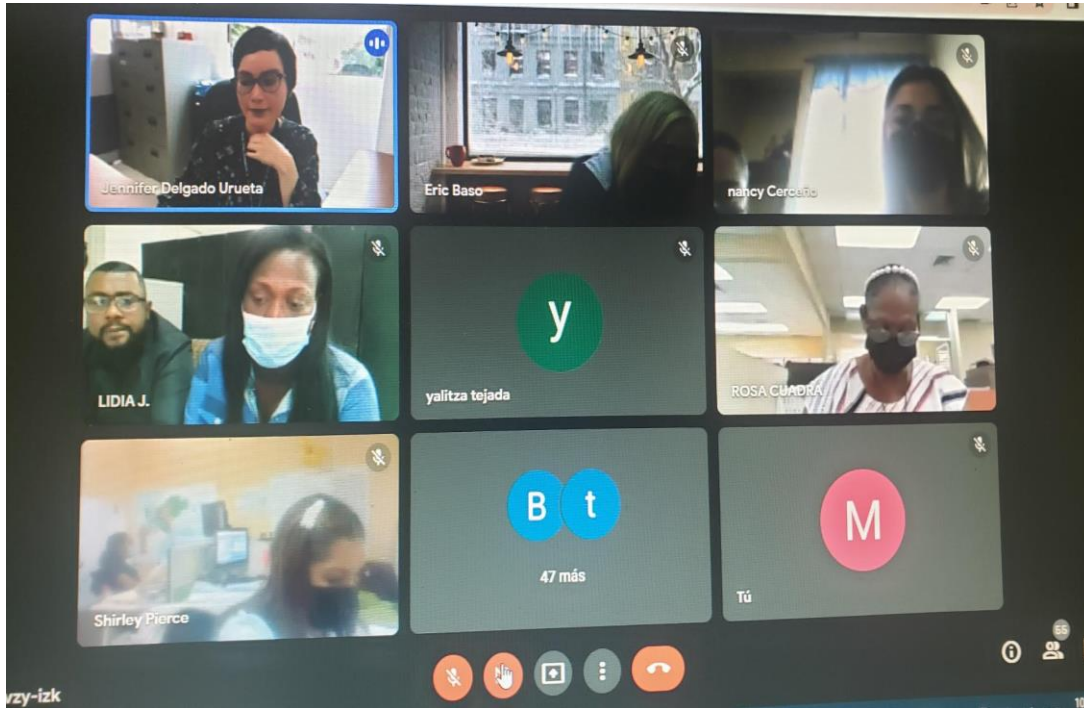 Jennifer Delgado Urueta
Eric Baso
nancy Cerceño
LIDIA J.
y
yalitza tejada
ROSA CUADRA
Shirley Pierce
B t
47 más
M
Tú
55
vzy-izk
10